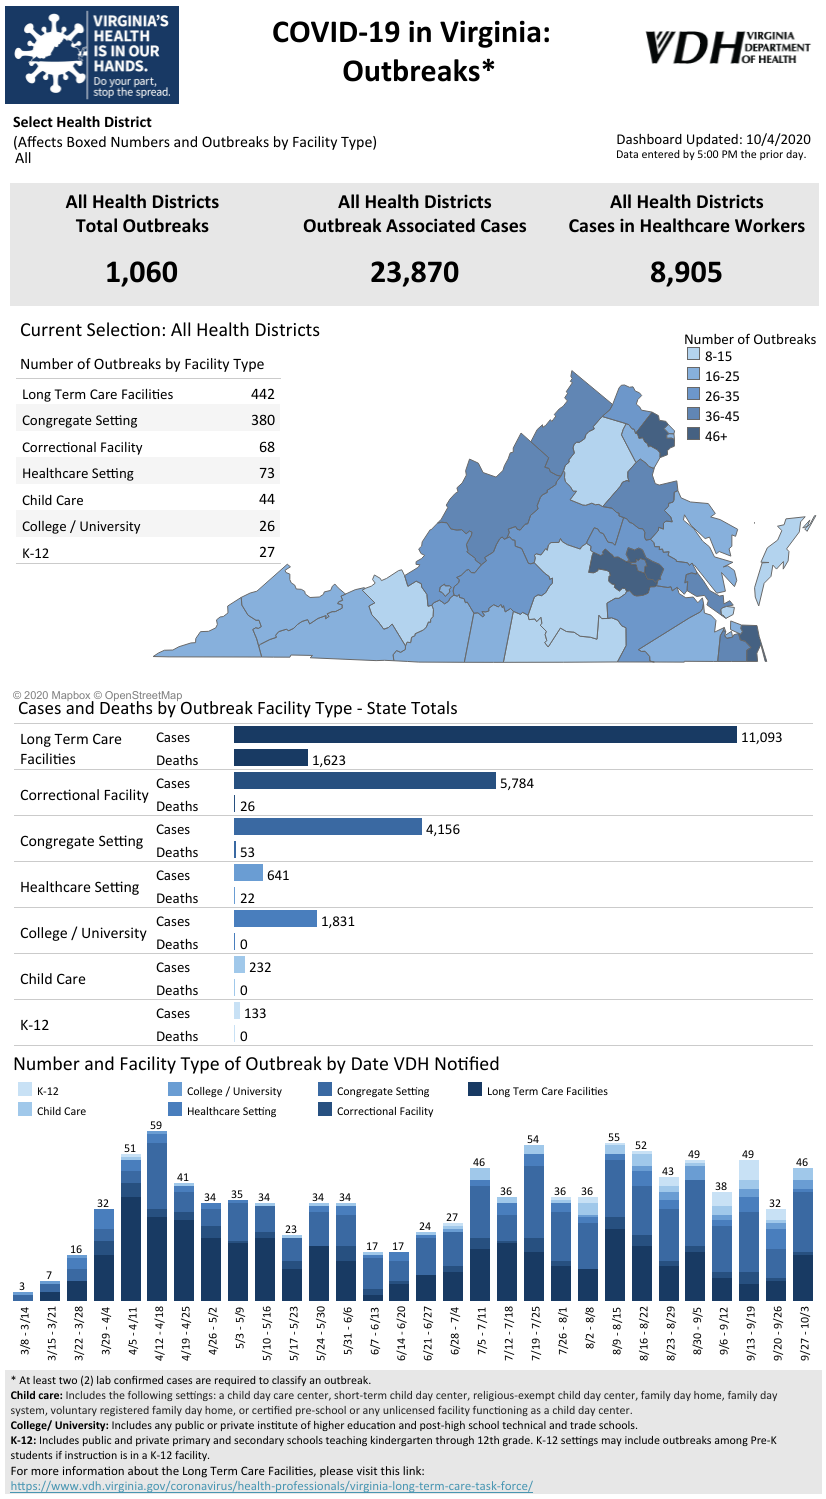 VIRGINIA'S
HEALTH
IS IN OUR
HANDS.
Do your part,
stop the spread.
COVID-19 in Virginia:
Outbreaks*
VDH VIRGINIA
DEPARTMENT
OF HEALTH
Select Health District
(Affects Boxed Numbers and Outbreaks by Facility Type)
All
Dashboard Updated: 10/4/2020
Data entered by 5:00 PM the prior day.
All Health Districts
Total Outbreaks
1,060
All Health Districts
Outbreak Associated Cases
23,870
All Health Districts
Cases in Healthcare Workers
8,905
Current Selection: All Health Districts
Number of Outbreaks by Facility Type
Long Term Care Facilities 442
Congregate Setting 380
Correctional Facility 68
Healthcare Setting 73
Child Care 44
College / University 26
K-12 27
Number of Outbreaks
8-15
16-25
26-35
36-45
46+
© 2020 Mapbox © OpenStreetMap
Cases and Deaths by Outbreak Facility Type - State Totals
Long Term Care
Facilities
Cases 11,093
Deaths 1,623
Correctional Facility
Cases 5,784
Deaths 26
Congregate Setting
Cases 4,156
Deaths 53
Healthcare Setting
Cases 641
Deaths 22
College / University
Cases 1,831
Deaths 0
Child Care
Cases 232
Deaths 0
K-12
Cases 133
Deaths 0
Number and Facility Type of Outbreak by Date VDH Notified
K-12 College / University Congregate Setting Long Term Care Facilities
Child Care Healthcare Setting Correctional Facility
3 7 16 32 51 59 41 34 35 34 23 34 34 17 17 24 27 46 36 54 36 36 55 52 43 49 38 49 32 46
3/8 - 3/14
3/15 - 3/21
3/22 - 3/28
3/29 - 4/4
4/5 - 4/11
4/12 - 4/18
4/19 - 4/25
4/26 - 5/2
5/3 - 5/9
5/10 - 5/16
5/17 - 5/23
5/24 - 5/30
5/31 - 6/6
6/7 - 6/13
6/14 - 6/20
6/21 - 6/27
6/28 - 7/4
7/5 - 7/11
7/12 - 7/18
7/19 - 7/25
7/26 - 8/1
8/2 - 8/8
8/9 - 8/15
8/16 - 8/22
8/23 - 8/29
8/30 - 9/5
9/6 - 9/12
9/13 - 9/19
9/20 - 9/26
9/27 - 10/3
* At least two (2) lab confirmed cases are required to classify an outbreak.
Child care: Includes the following settings: a child day care center, short-term child day center, religious-exempt child day center, family day home, family day
system, voluntary registered family day home, or certified pre-school or any unlicensed facility functioning as a child day center.
College/ University: Includes any public or private institute of higher education and post-high school technical and trade schools.
K-12: Includes public and private primary and secondary schools teaching kindergarten through 12th grade. K-12 settings may include outbreaks among Pre-K
students if instruction is in a K-12 facility.
For more information about the Long Term Care Facilities, please visit this link:
https://www.vdh.virginia.gov/coronavirus/health-professionals/virginia-long-term-care-task-force/